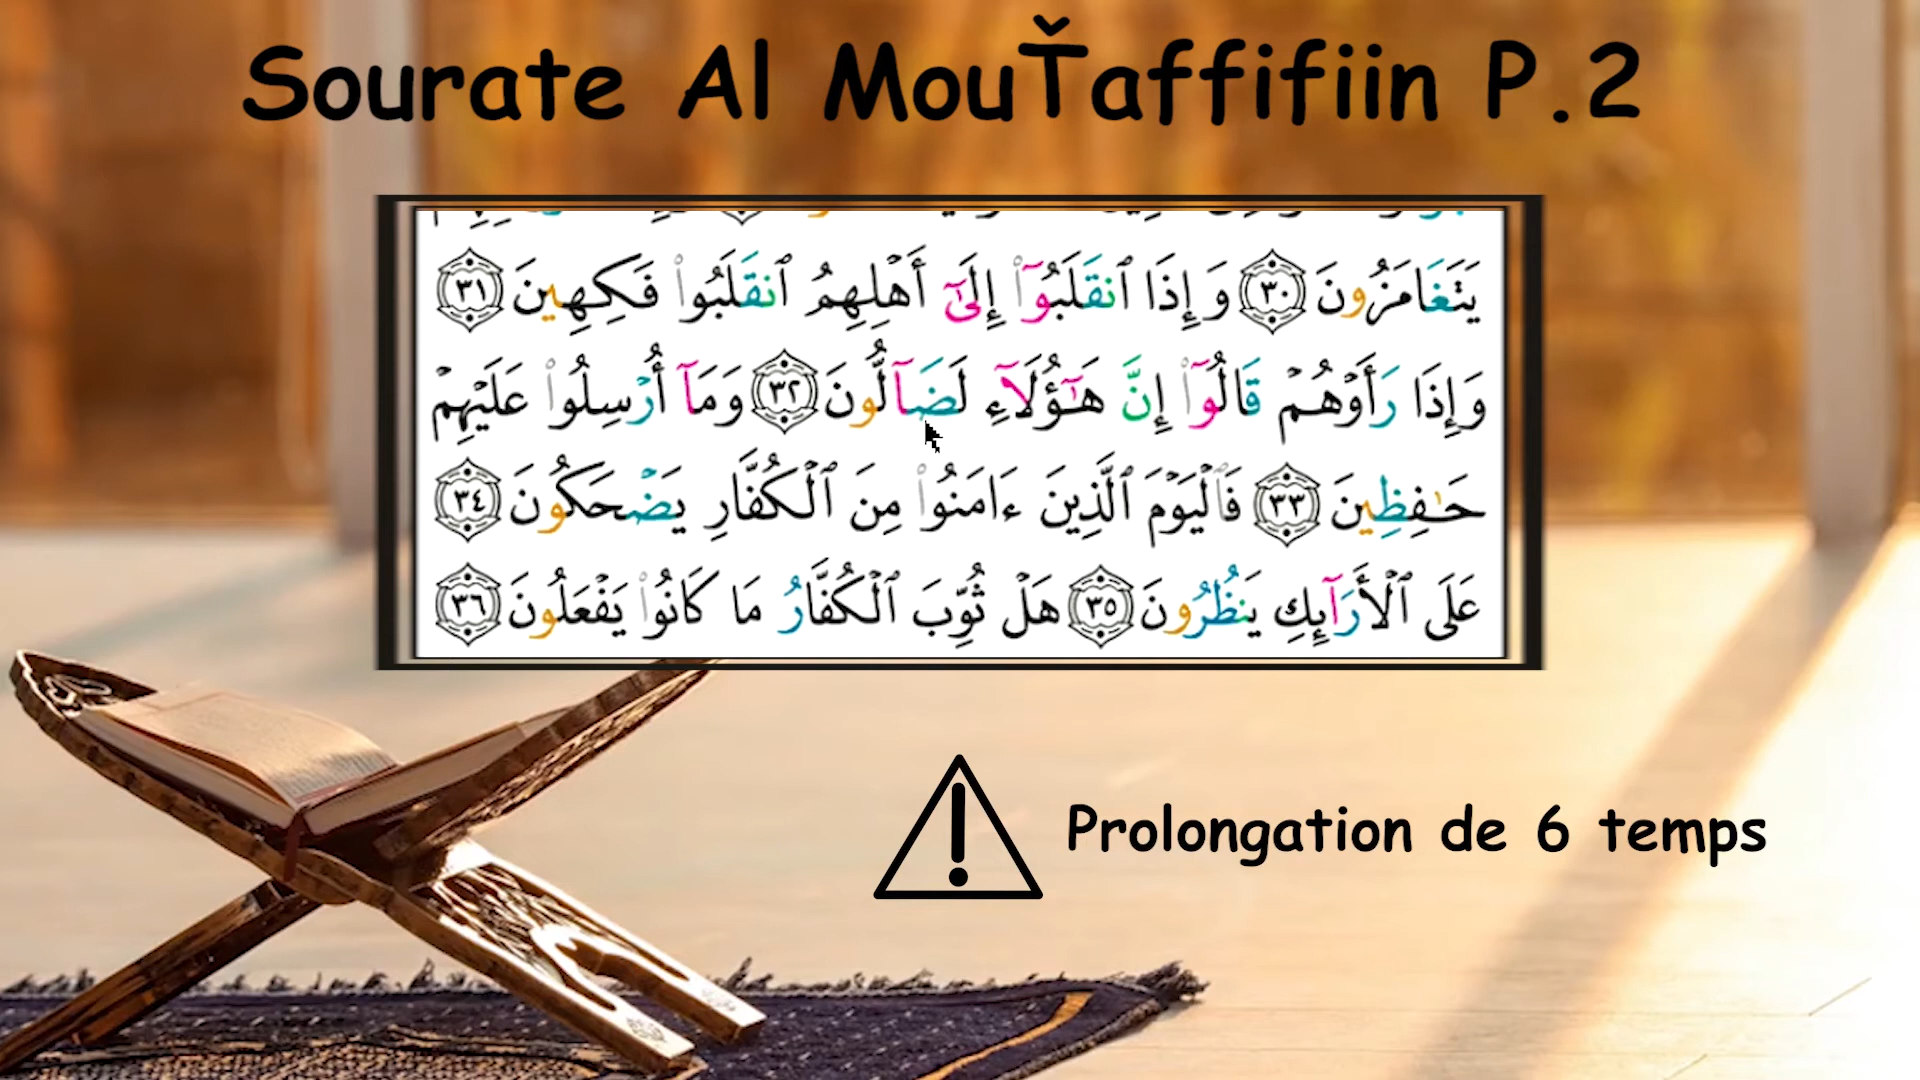 Sourate Al MouŤaffifiin P.2
يَتَغَامَزُونَ ٣٠ وَإِذَا ٱنقَلَبُوٓا۟ إِلَىٰٓ أَهْلِهِمُ ٱنقَلَبُوا۟ فَكِهِينَ ٣١
وَإِذَا رَأَوْهُمْ قَالُوٓا۟ إِنَّ هَـٰٓؤُلَآءِ لَضَآلُّونَ ٣٢ وَمَآ أُرْسِلُوا۟ عَلَيْهِمْ
حَـٰفِظِينَ ٣٣ فَٱلْيَوْمَ ٱلَّذِينَ ءَامَنُوا۟ مِنَ ٱلْكُفَّارِ يَضْحَكُونَ ٣٤
عَلَى ٱلْأَرَآئِكِ يَنظُرُونَ ٣٥ هَلْ ثُوِّبَ ٱلْكُفَّارُ مَا كَانُوا۟ يَفْعَلُونَ ٣٦
Prolongation de 6 temps